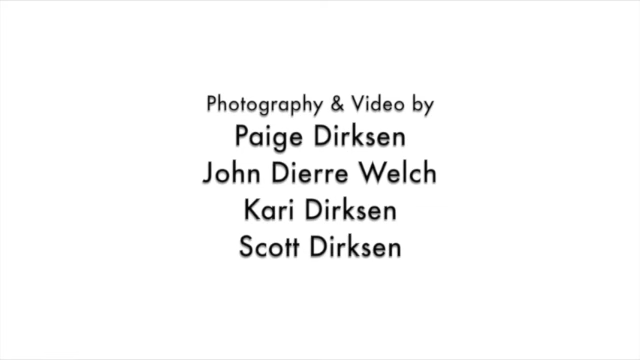 Photography & Video by
Paige Dirksen
John Dierre Welch
Kari Dirksen
Scott Dirksen